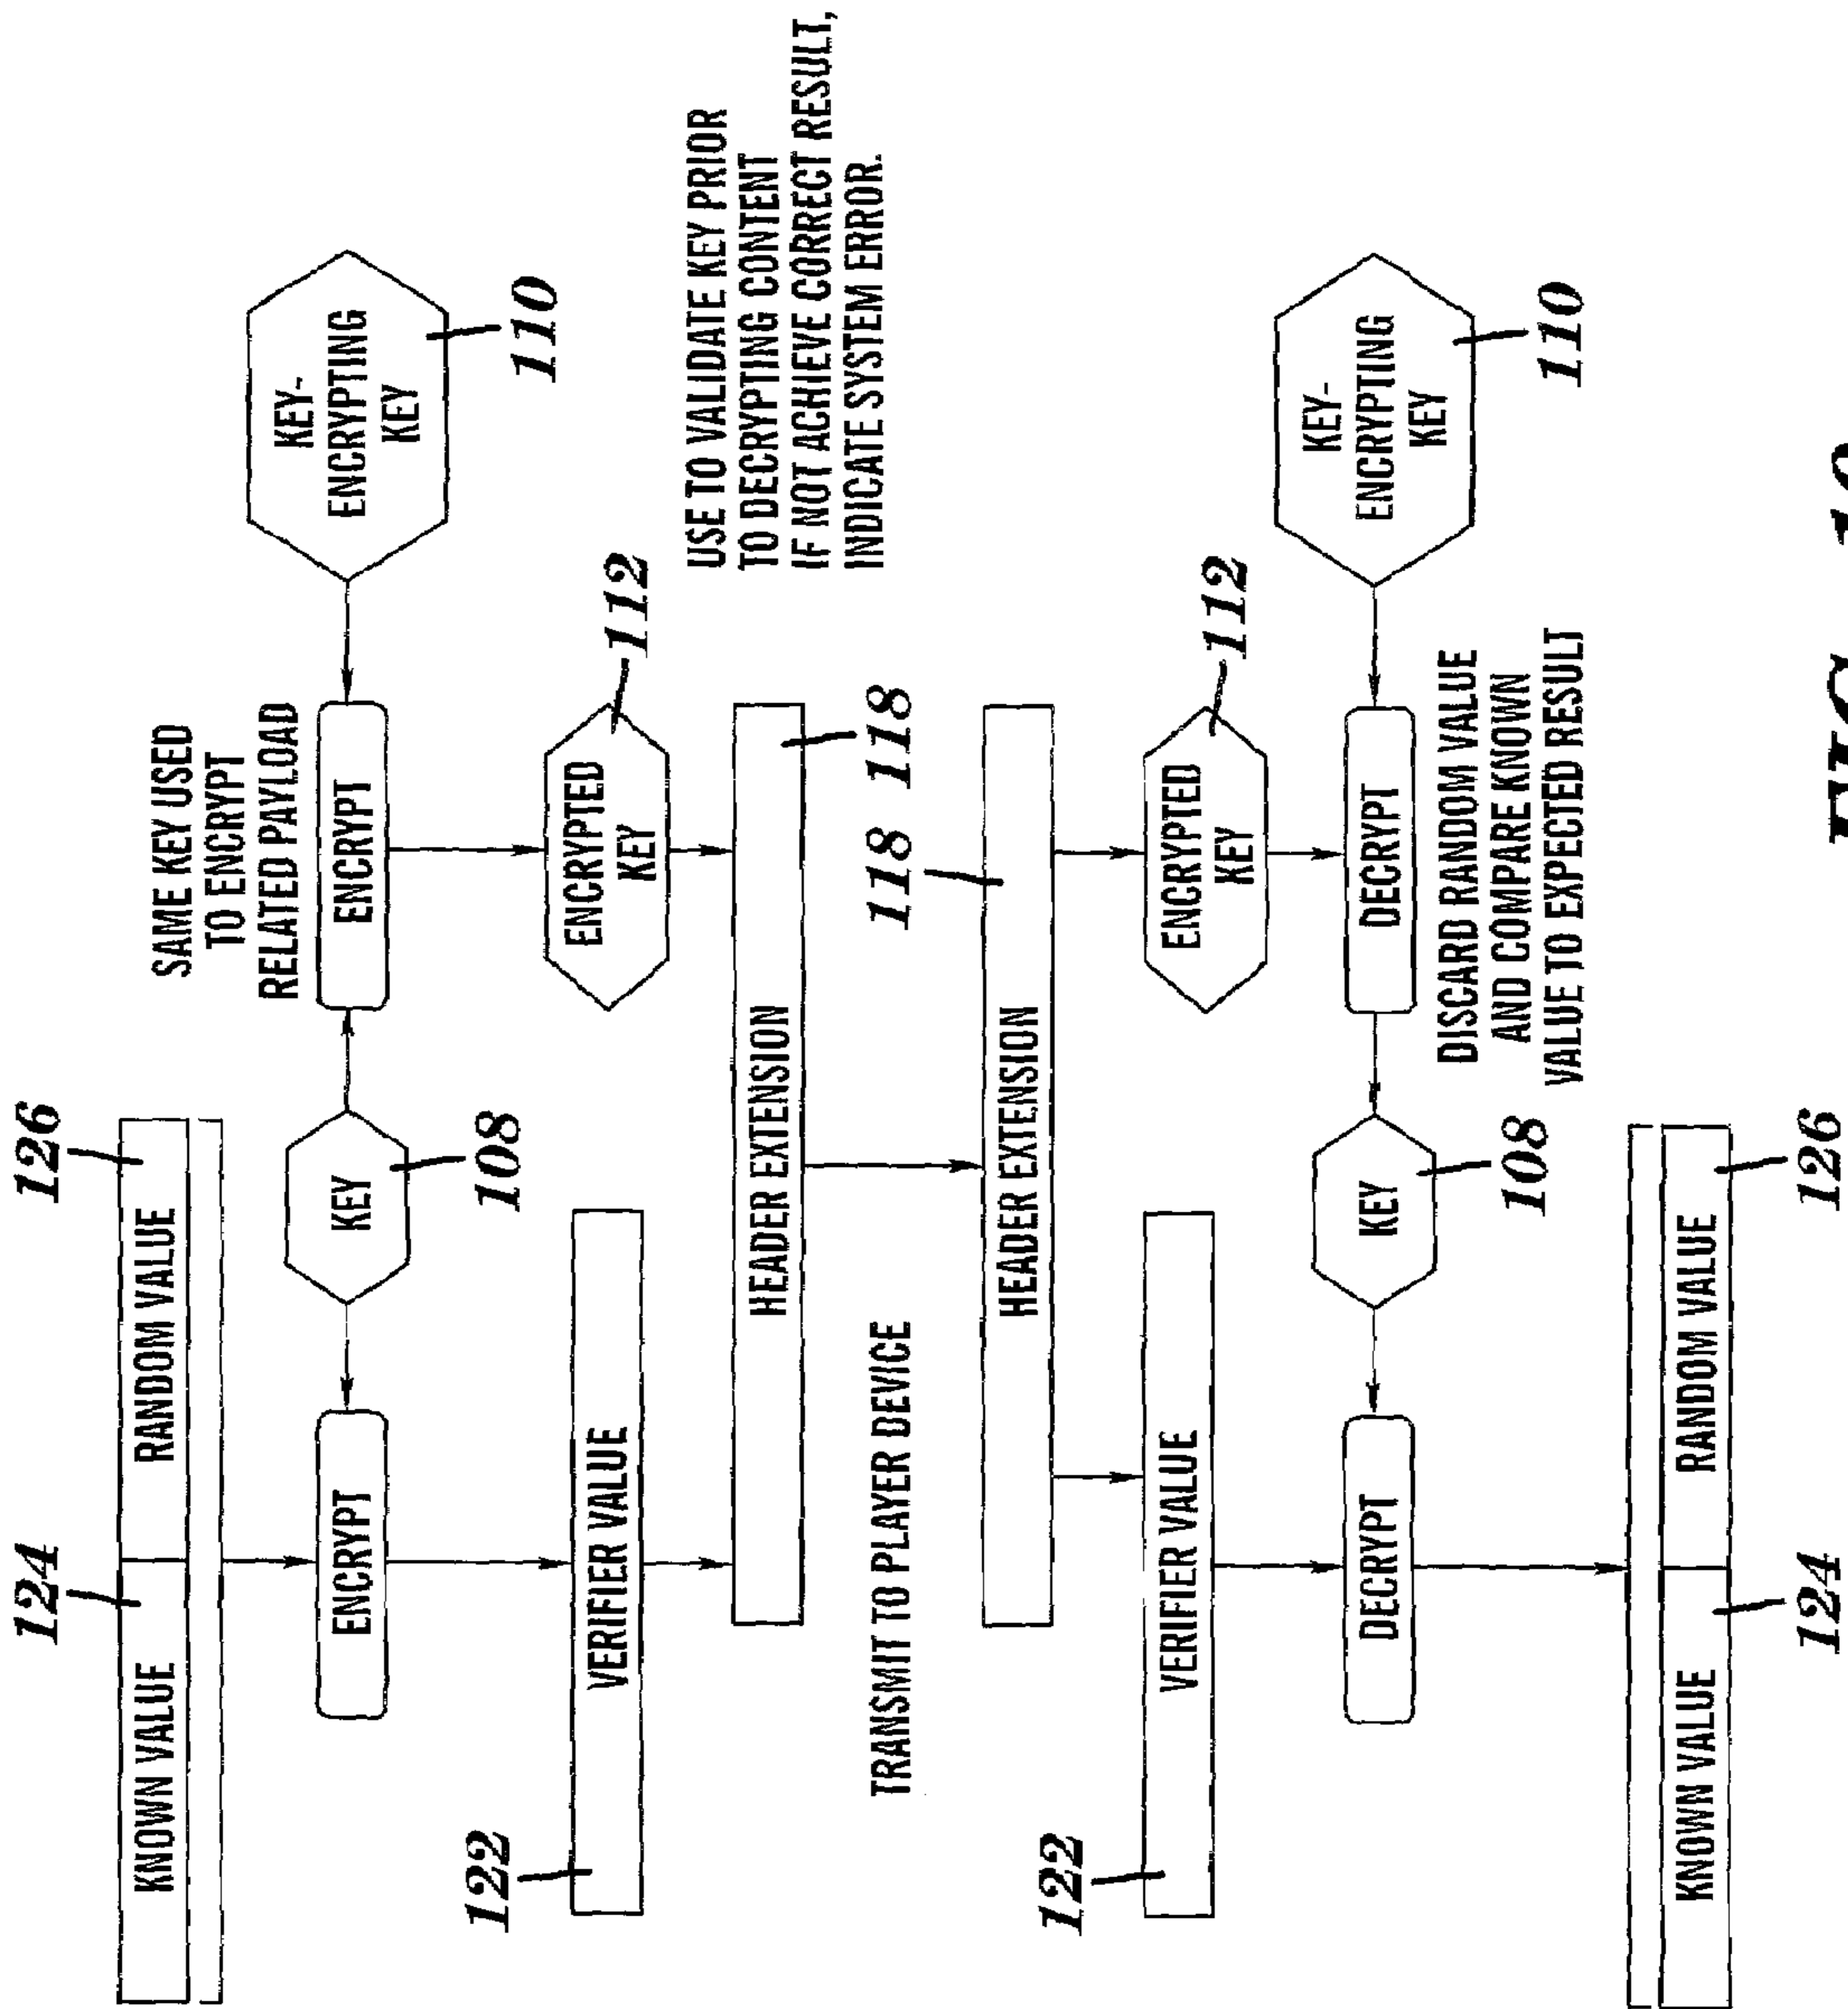 124
126
KNOWN VALUE
RANDOM VALUE
SAME KEY USED
TO ENCRYPT
RELATED PAYLOAD
ENCRYPT
KEY
ENCRYPT
KEY-
ENCRYPTING
KEY
108
110
122
VERIFIER VALUE
ENCRYPTED
KEY
112
HEADER EXTENSION
USE TO VALIDATE KEY PRIOR
TO DECRYPTING CONTENT
IF NOT ACHIEVE CORRECT RESULT,
INDICATE SYSTEM ERROR.
TRANSMIT TO PLAYER DEVICE
118
118
HEADER EXTENSION
122
VERIFIER VALUE
ENCRYPTED
KEY
112
DECRYPT
KEY
DECRYPT
KEY-
ENCRYPTING
KEY
108
110
DISCARD RANDOM VALUE
AND COMPARE KNOWN
VALUE TO EXPECTED RESULT
KNOWN VALUE
RANDOM VALUE
124
126
FIG.